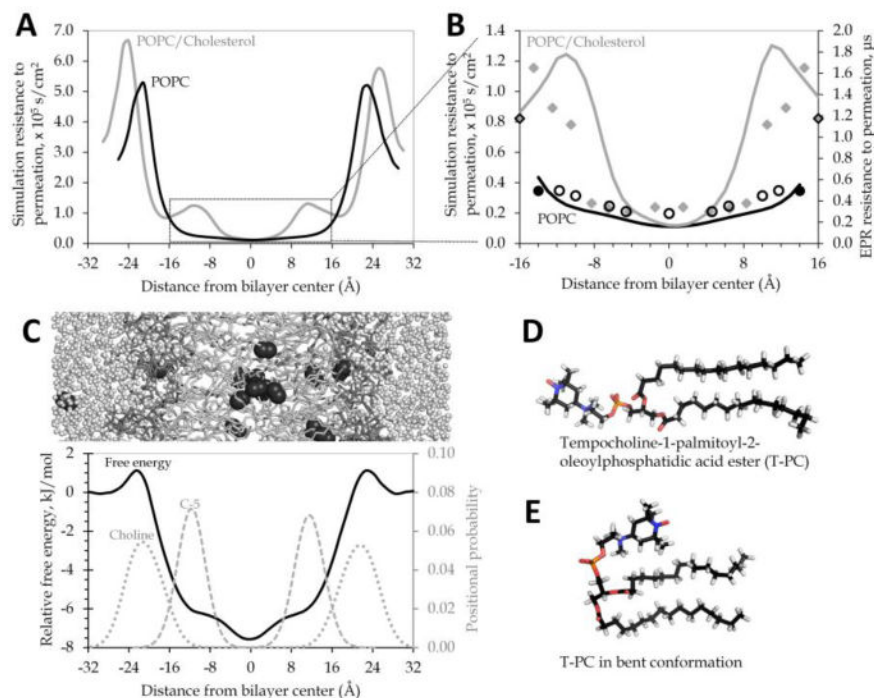 A
Simulation resistance to
permeation, x 10⁵ s/cm²
7.0
6.0
5.0
4.0
3.0
2.0
1.0
0.0
POPC/Cholesterol
POPC
-32 -24 -16 -8 0 8 16 24 32
Distance from bilayer center (Å)
B
Simulation resistance to
permeation, x 10⁵ s/cm²
1.4
1.2
1.0
0.8
0.6
0.4
0.2
0.0
POPC/Cholesterol
POPC
2.0
1.8
1.6
1.4
1.2
1.0
0.8
0.6
0.4
0.2
0.0
EPR resistance to permeation, µs
-16 -8 0 8 16
Distance from bilayer center (Å)
C
Relative free energy, kJ/mol
2
0
-2
-4
-6
-8
Free energy
Choline
C-5
0.10
0.08
0.06
0.04
0.02
0.00
Positional probability
-32 -24 -16 -8 0 8 16 24 32
Distance from bilayer center (Å)
D
Tempocholine-1-palmitoyl-2-
oleoylphosphatidic acid ester (T-PC)
E
T-PC in bent conformation